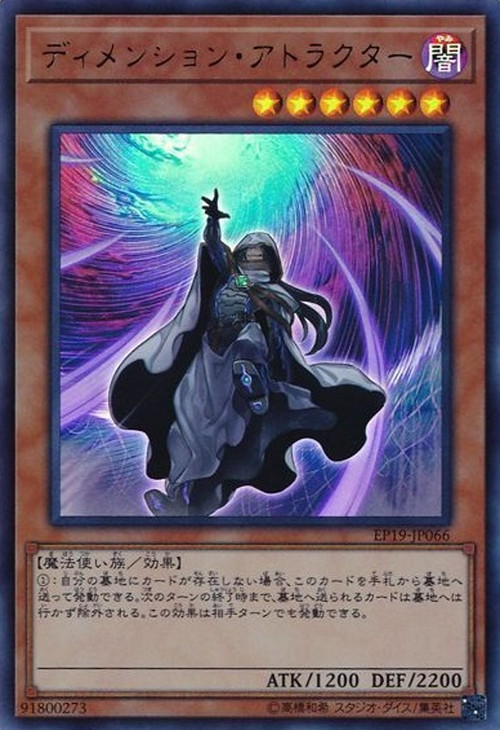 ディメンション・アトラクター
闇
EP19-JP066
【魔法使い族／効果】
①：自分の墓地にカードが存在しない場合、このカードを手札から墓地へ
送って発動できる。次のターンの終了時まで、墓地へ送られるカードは墓地へは
行かず除外される。この効果は相手ターンでも発動できる。
ATK/1200 DEF/2200
91800273
©高橋和希 スタジオ・ダイス/集英社